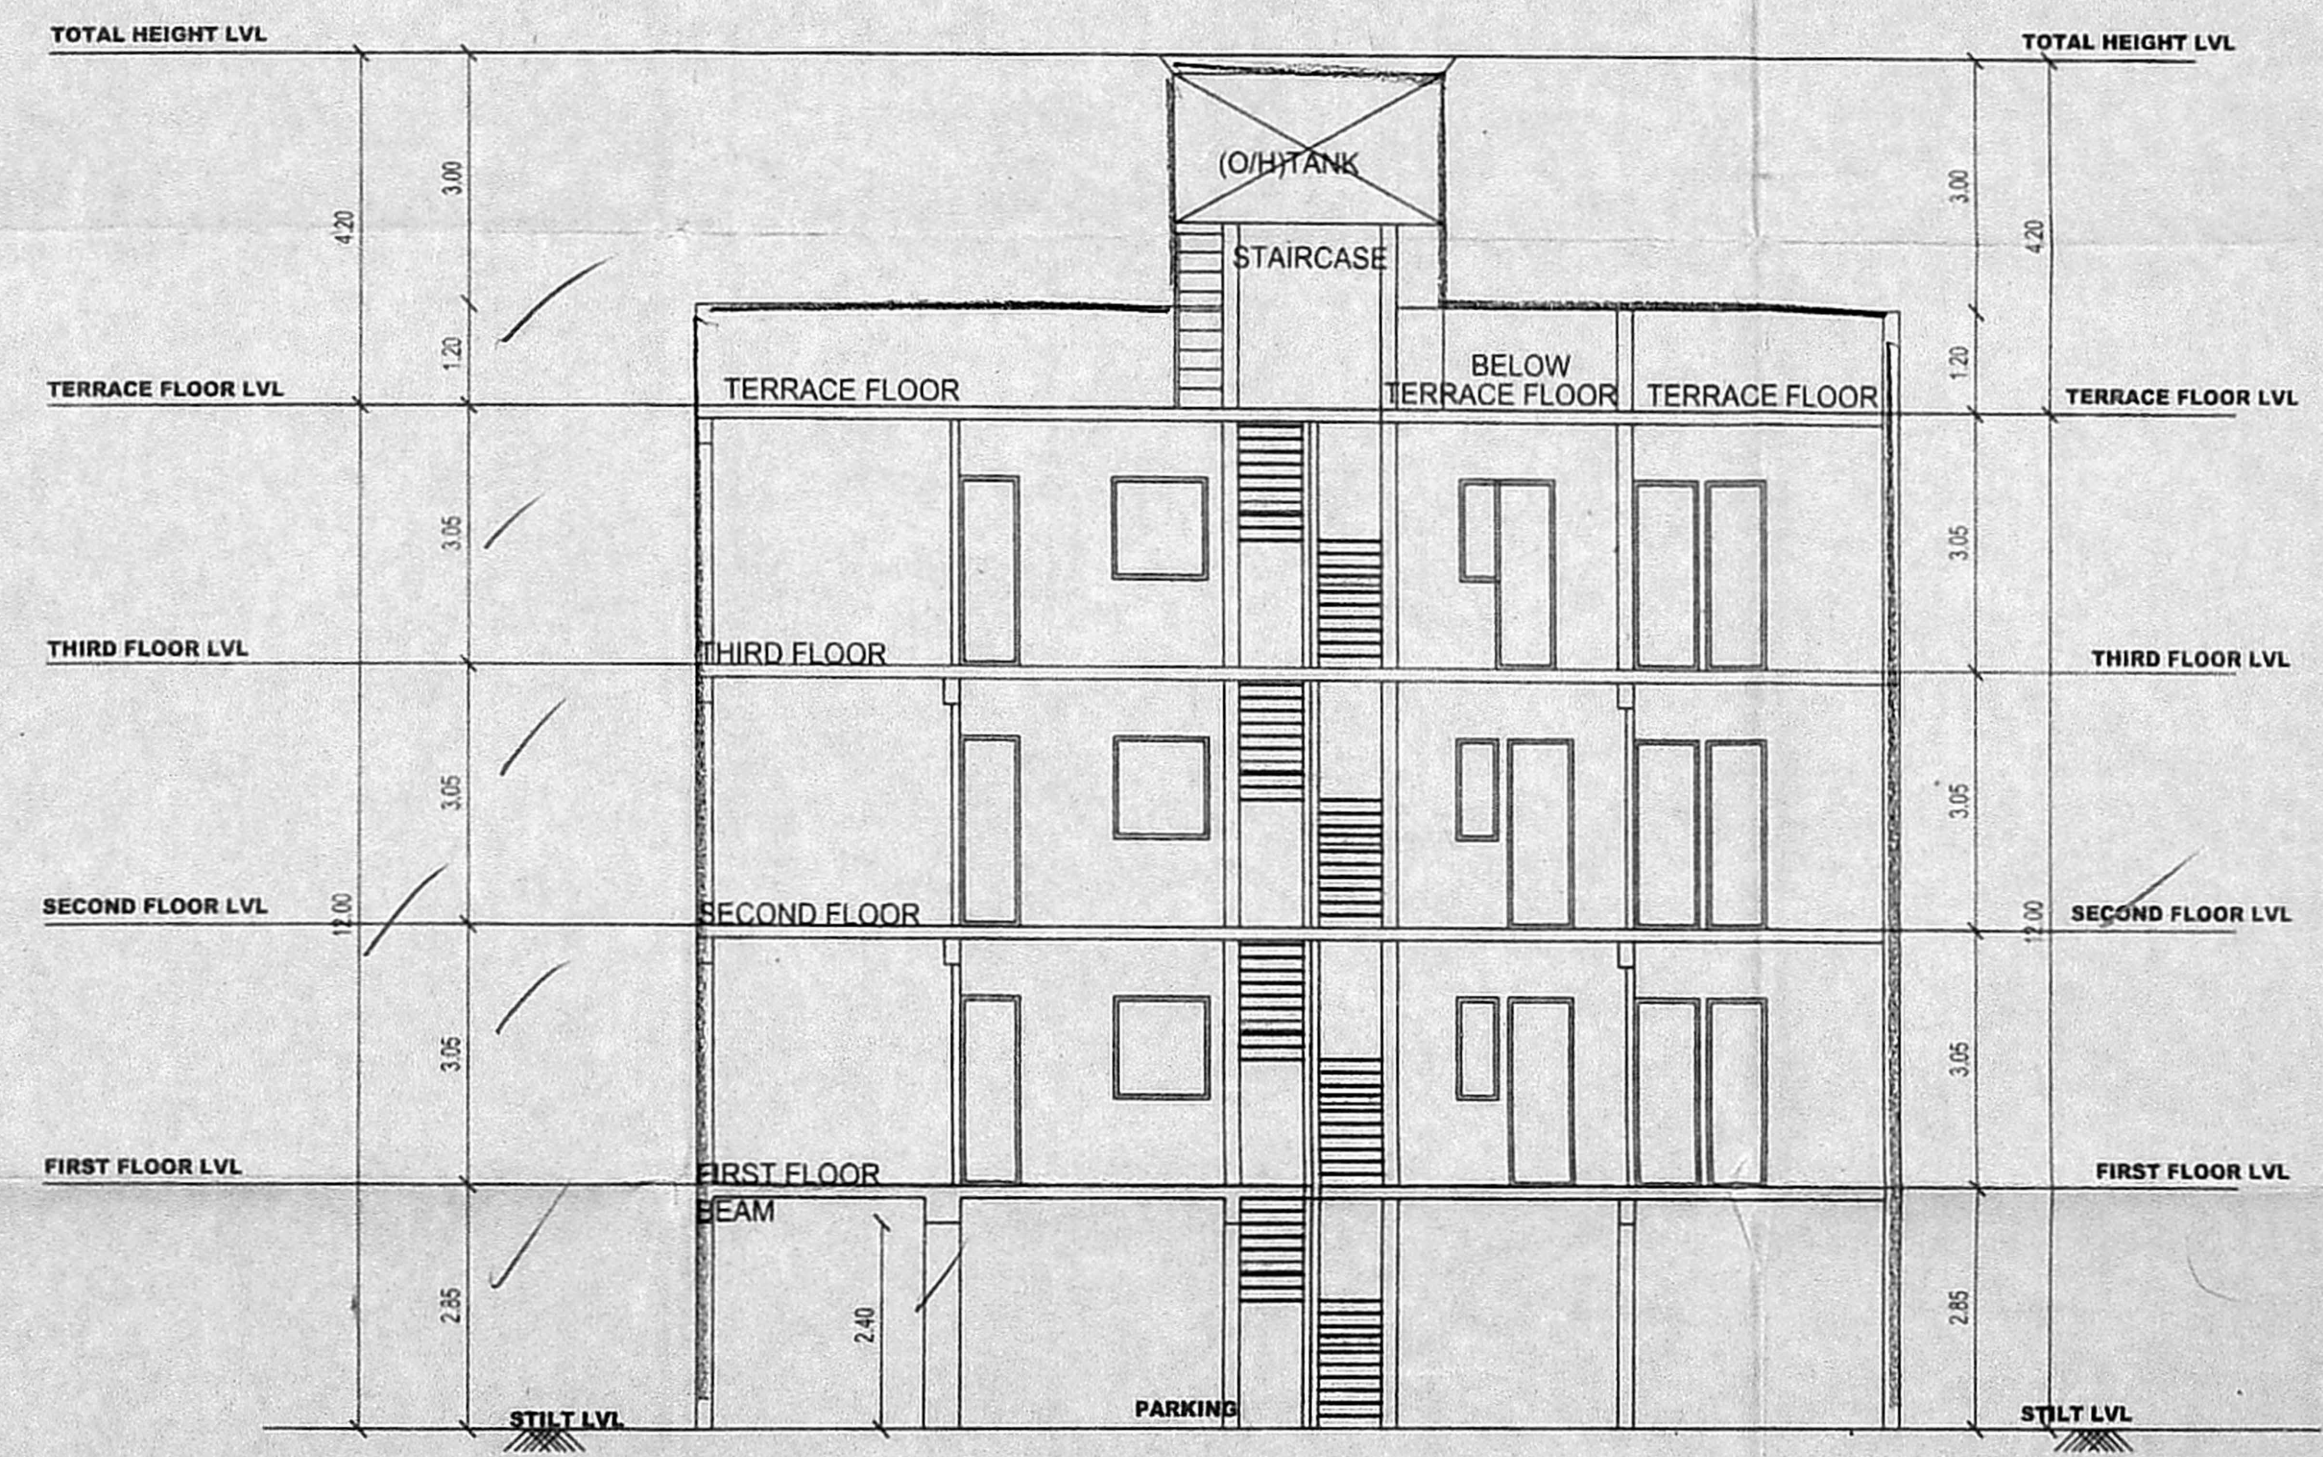 TOTAL HEIGHT LVL
TOTAL HEIGHT LVL
(O/H)TANK
3.00
3.00
4.20
4.20
STAIRCASE
1.20
1.20
BELOW
TERRACE FLOOR LVL
TERRACE FLOOR
TERRACE FLOOR
TERRACE FLOOR
TERRACE FLOOR LVL
3.05
3.05
THIRD FLOOR LVL
THIRD FLOOR
THIRD FLOOR LVL
3.05
3.05
SECOND FLOOR LVL
12.00
SECOND FLOOR
12.00
SECOND FLOOR LVL
3.05
3.05
FIRST FLOOR LVL
FIRST FLOOR
FIRST FLOOR LVL
BEAM
2.85
2.40
2.85
STILT LVL
PARKING
STILT LVL